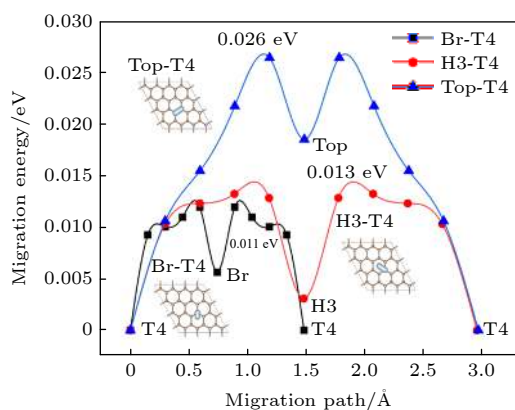 0.030
0.025
0.020
0.015
0.010
0.005
0
Migration energy/eV
0.026 eV
Br-T4
H3-T4
Top-T4
Top-T4
Top
0.013 eV
H3-T4
Br-T4
0.011 eV
Br
H3
T4
T4
T4
0
0.5
1.0
1.5
2.0
2.5
3.0
Migration path/Å